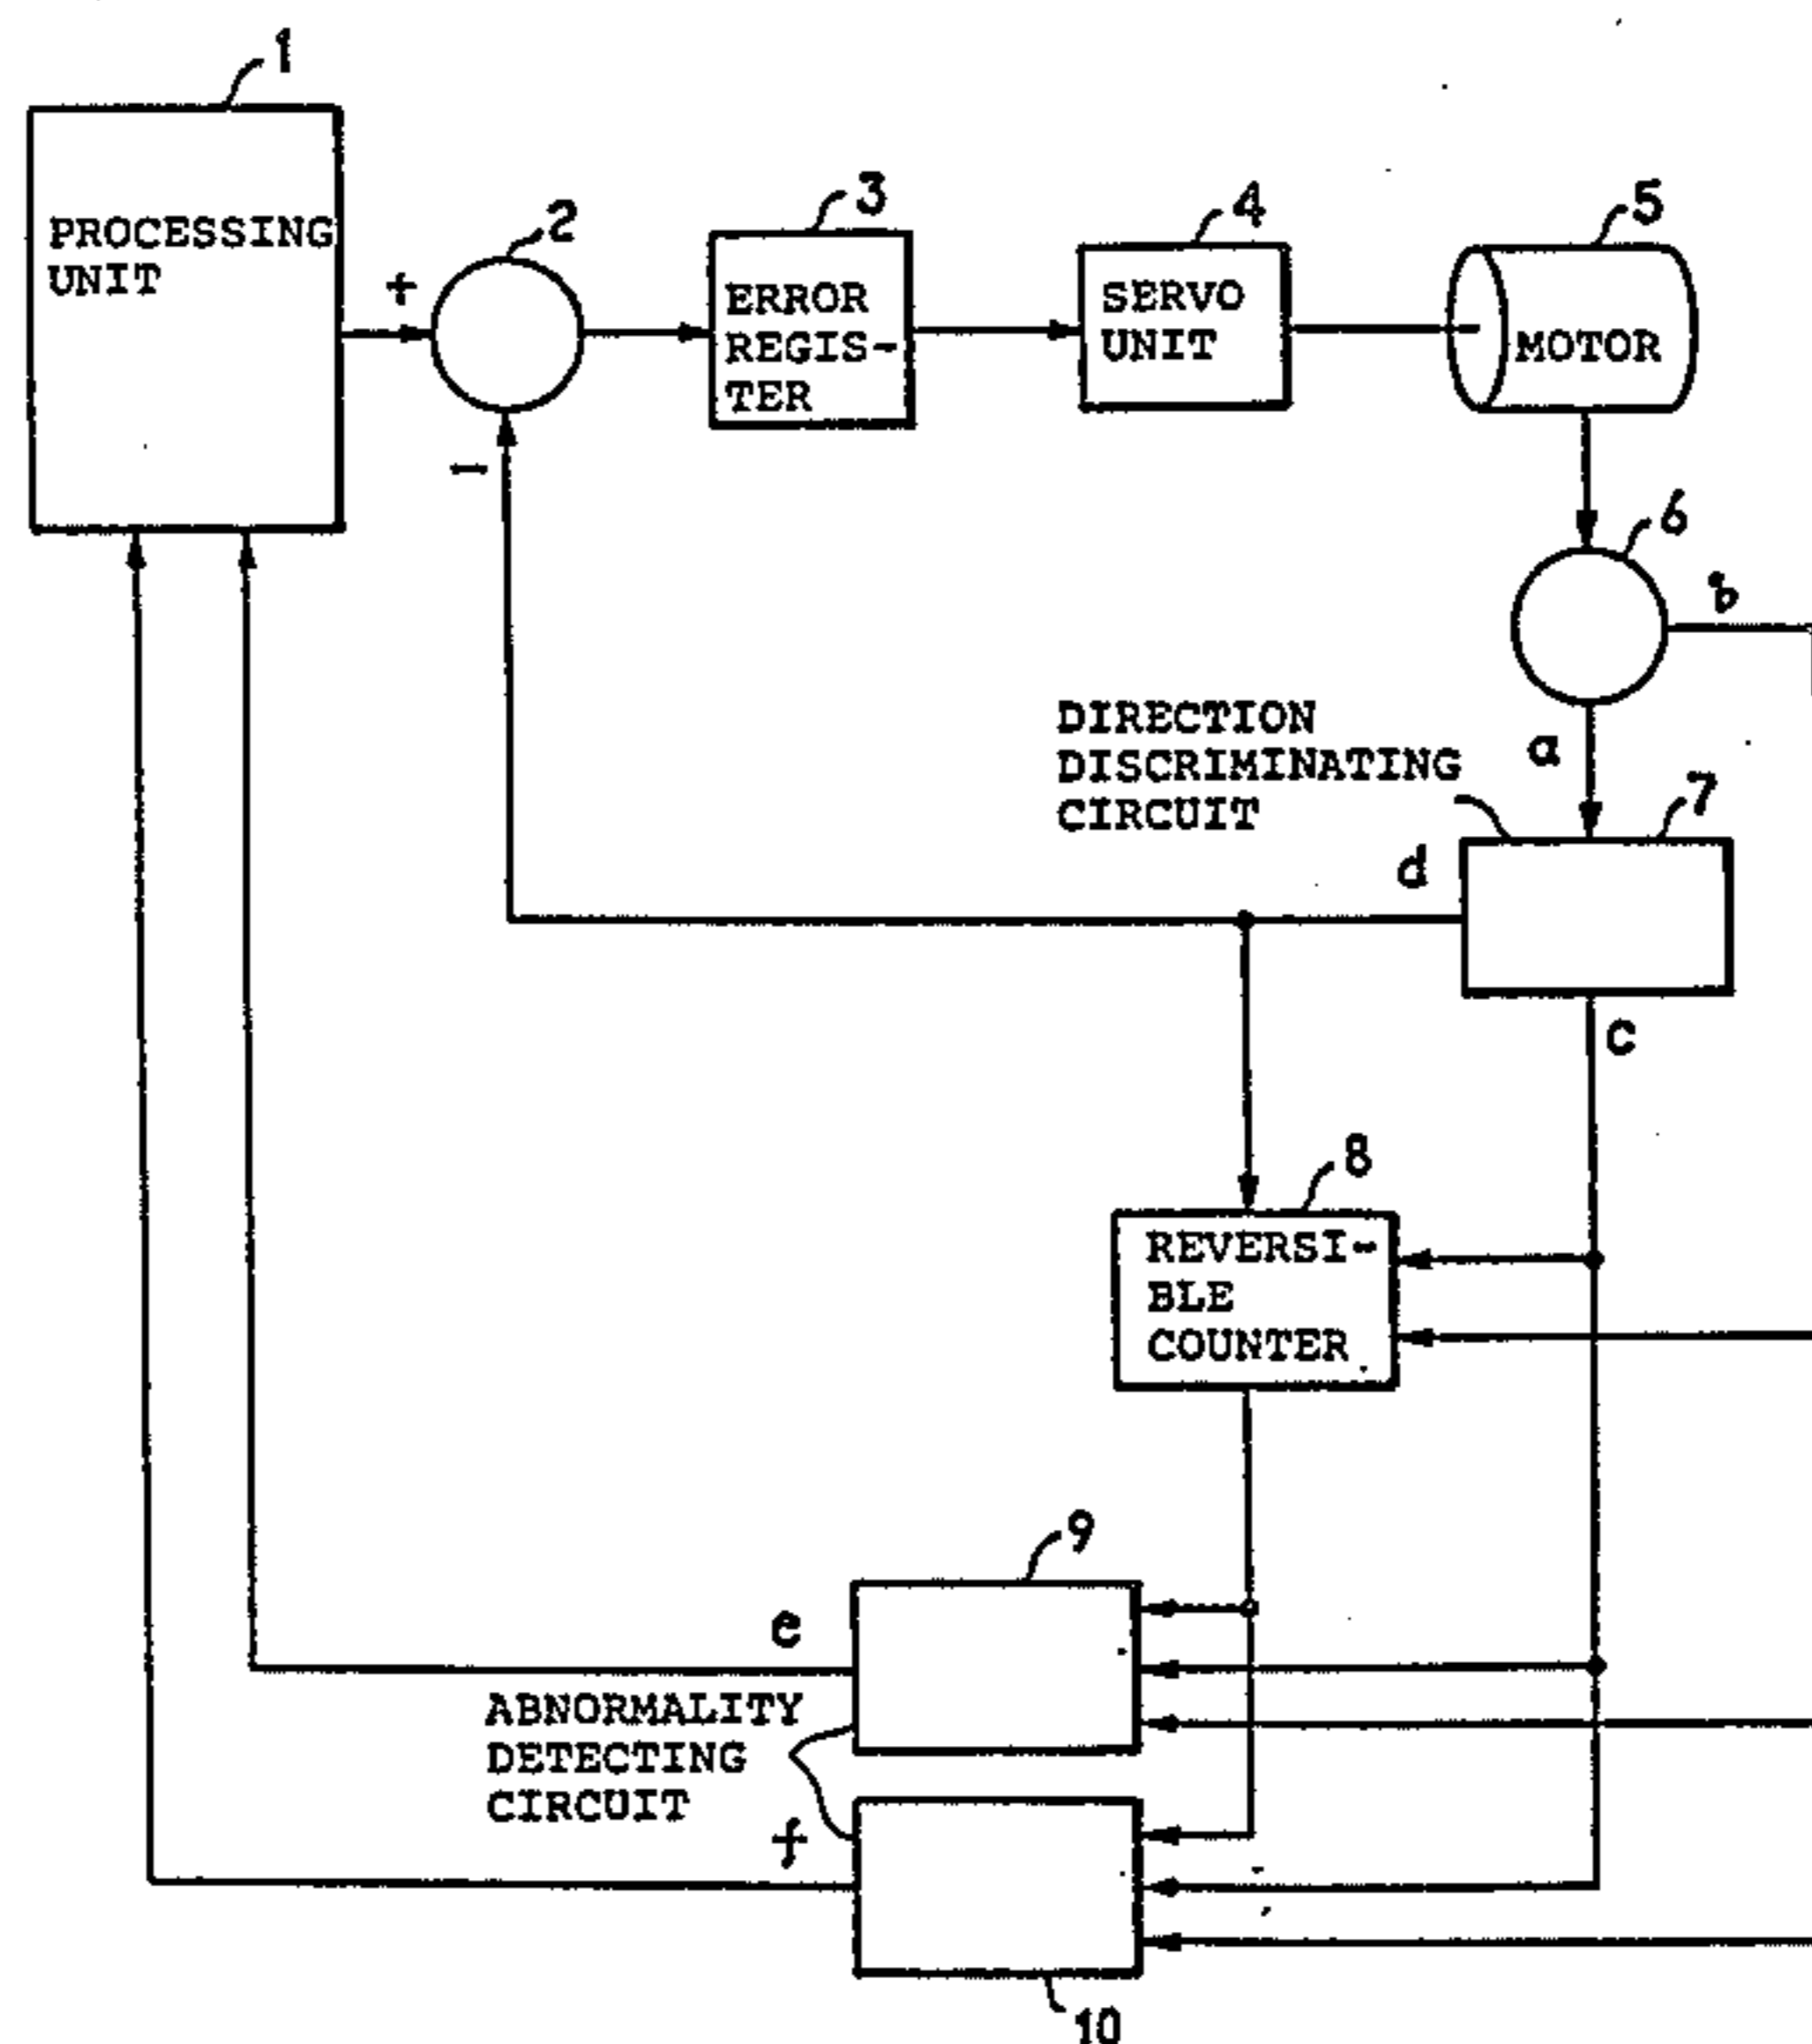 1
PROCESSING
UNIT
+
2
−
3
ERROR
REGIS-
TER
4
SERVO
UNIT
5
MOTOR
6
b
a
DIRECTION
DISCRIMINATING
CIRCUIT
7
d
c
8
REVERSI-
BLE
COUNTER
9
e
ABNORMALITY
DETECTING
CIRCUIT
f
10